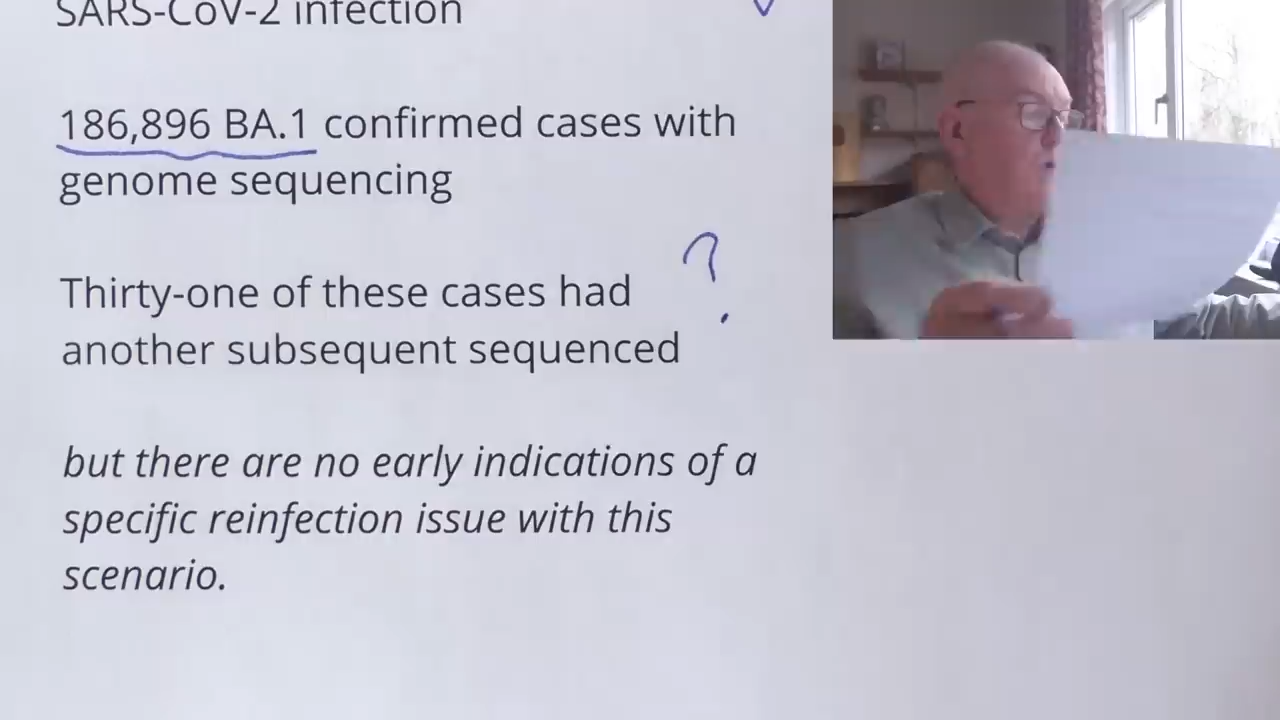 SARS-CoV-2 infection
186,896 BA.1 confirmed cases with
genome sequencing
?
Thirty-one of these cases had
another subsequent sequenced
but there are no early indications of a
specific reinfection issue with this
scenario.